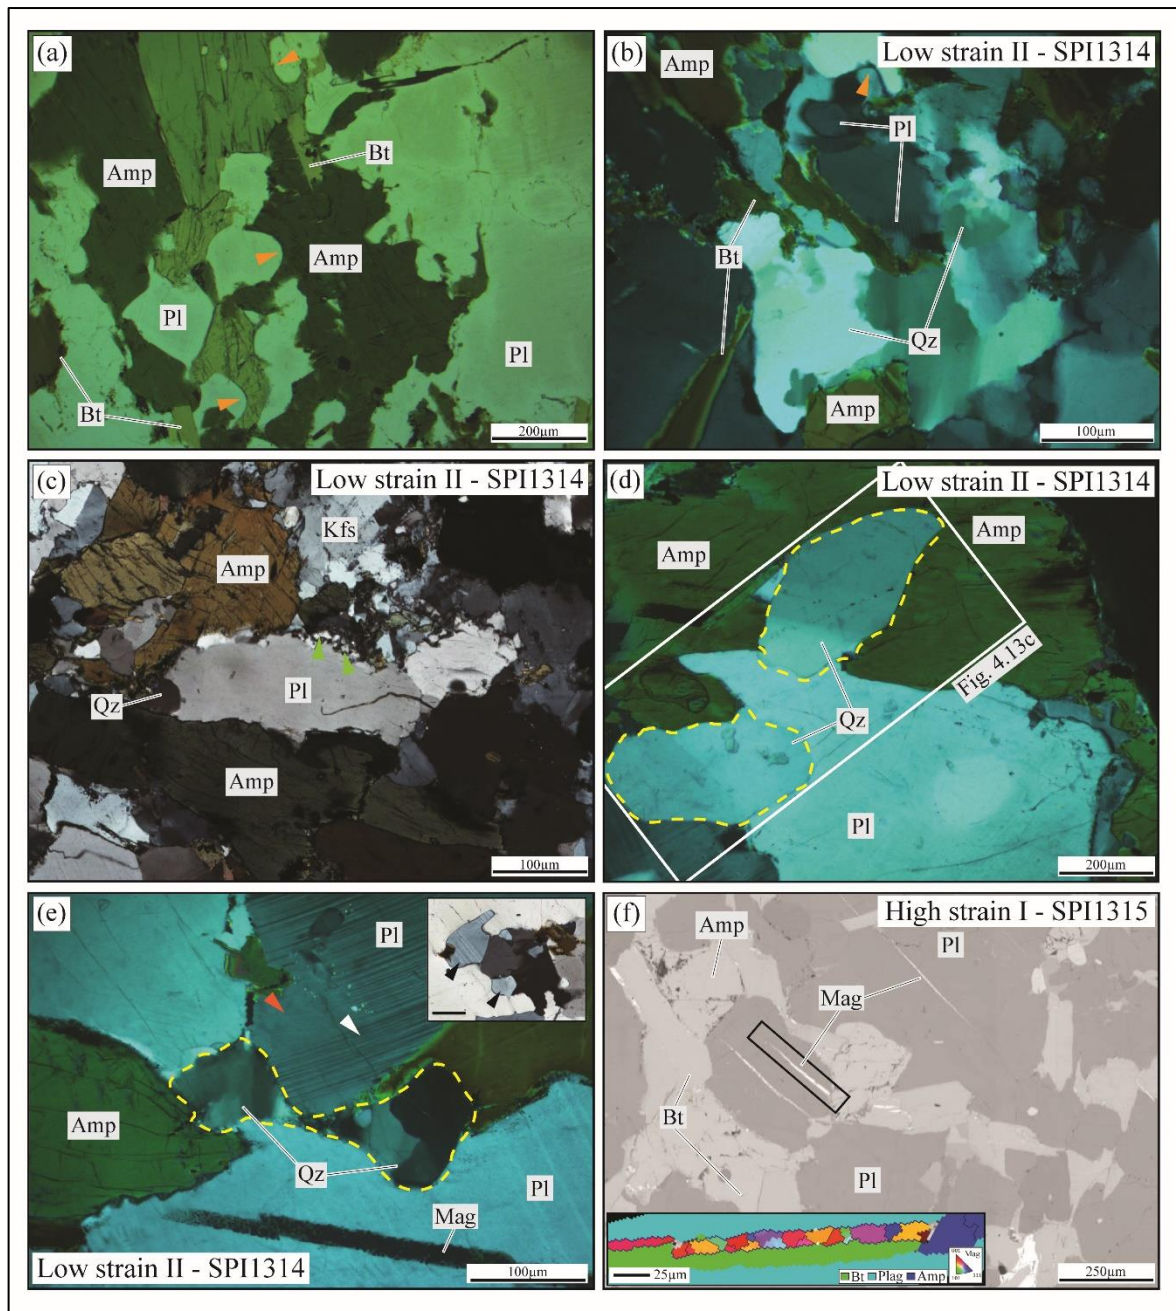 (a)
Amp
Bt
Amp
Pl
Pl
Bt
200µm
(b)
Low strain II - SPI1314
Amp
Pl
Bt
Qz
Amp
100µm
(c)
Low strain II - SPI1314
Kfs
Amp
Pl
Qz
Amp
100µm
(d)
Low strain II - SPI1314
Amp
Amp
Fig. 4.13c
Qz
Pl
200µm
(e)
Pl
Amp
Qz
Pl
Mag
Low strain II - SPI1314
100µm
(f)
High strain I - SPI1315
Amp
Pl
Mag
Bt
Pl
25µm
Bt
Plag
Amp
Mag
250µm